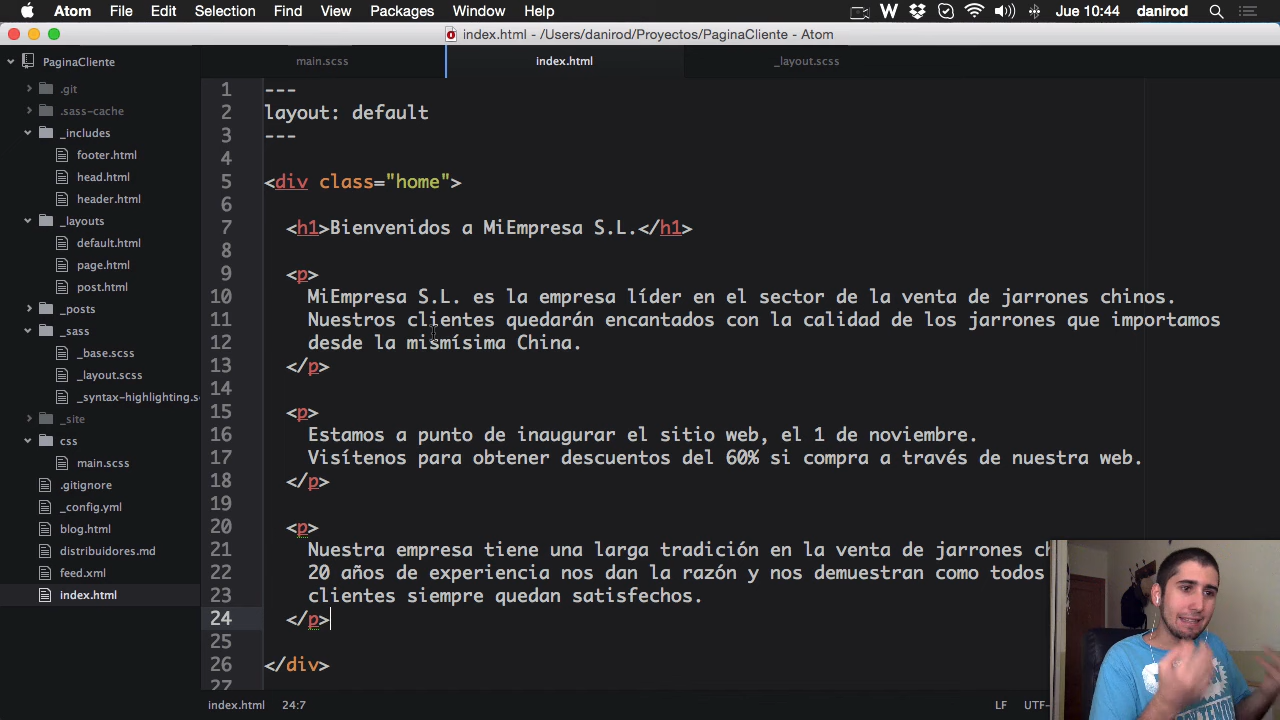 Atom File Edit Selection Find View Packages Window Help Jue 10:44 danirod
index.html - /Users/danirod/Proyectos/PaginaCliente - Atom
PaginaCliente
main.scss index.html _layout.scss
.git
.sass-cache
_includes
footer.html
head.html
header.html
_layouts
default.html
page.html
post.html
_posts
_sass
_base.scss
_layout.scss
_syntax-highlighting.sc
_site
css
main.scss
.gitignore
_config.yml
blog.html
distribuidores.md
feed.xml
index.html
1 ---
2 layout: default
3 ---
4
5 <div class="home">
6
7 <h1>Bienvenidos a MiEmpresa S.L.</h1>
8
9 <p>
10 MiEmpresa S.L. es la empresa líder en el sector de la venta de jarrones chinos.
11 Nuestros clientes quedarán encantados con la calidad de los jarrones que importamos
12 desde la mismísima China.
13 </p>
14
15 <p>
16 Estamos a punto de inaugurar el sitio web, el 1 de noviembre.
17 Visítenos para obtener descuentos del 60% si compra a través de nuestra web.
18 </p>
19
20 <p>
21 Nuestra empresa tiene una larga tradición en la venta de jarrones
22 20 años de experiencia nos dan la razón y nos demuestran como todos
23 clientes siempre quedan satisfechos.
24 </p>
25
26 </div>
27
index.html 24:7 LF UTF-